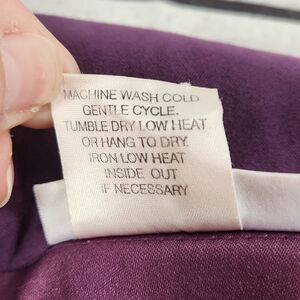 MACHINE WASH COLD
GENTLE CYCLE.
TUMBLE DRY LOW HEAT
OR HANG TO DRY.
IRON LOW HEAT
INSIDE OUT
IF NECESSARY